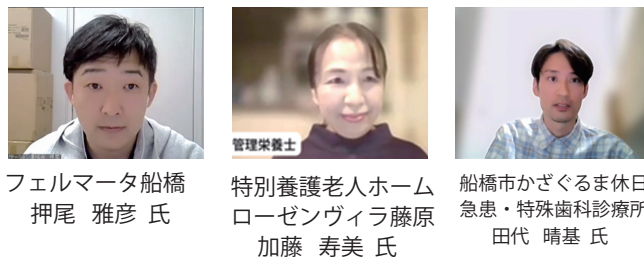 管理栄養士
フェルマータ船橋
押尾 雅彦 氏
特別養護老人ホーム
ローゼンヴィラ藤原
加藤 寿美 氏
船橋市かざぐるま休日
急患・特殊歯科診療所
田代 晴基 氏